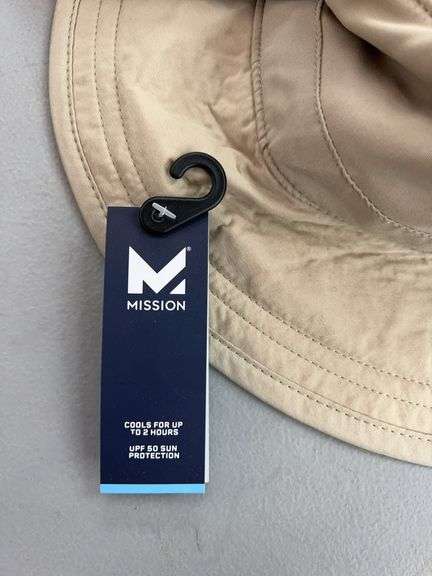 MISSION
COOLS FOR UP
TO 2 HOURS
UPF 50 SUN
PROTECTION